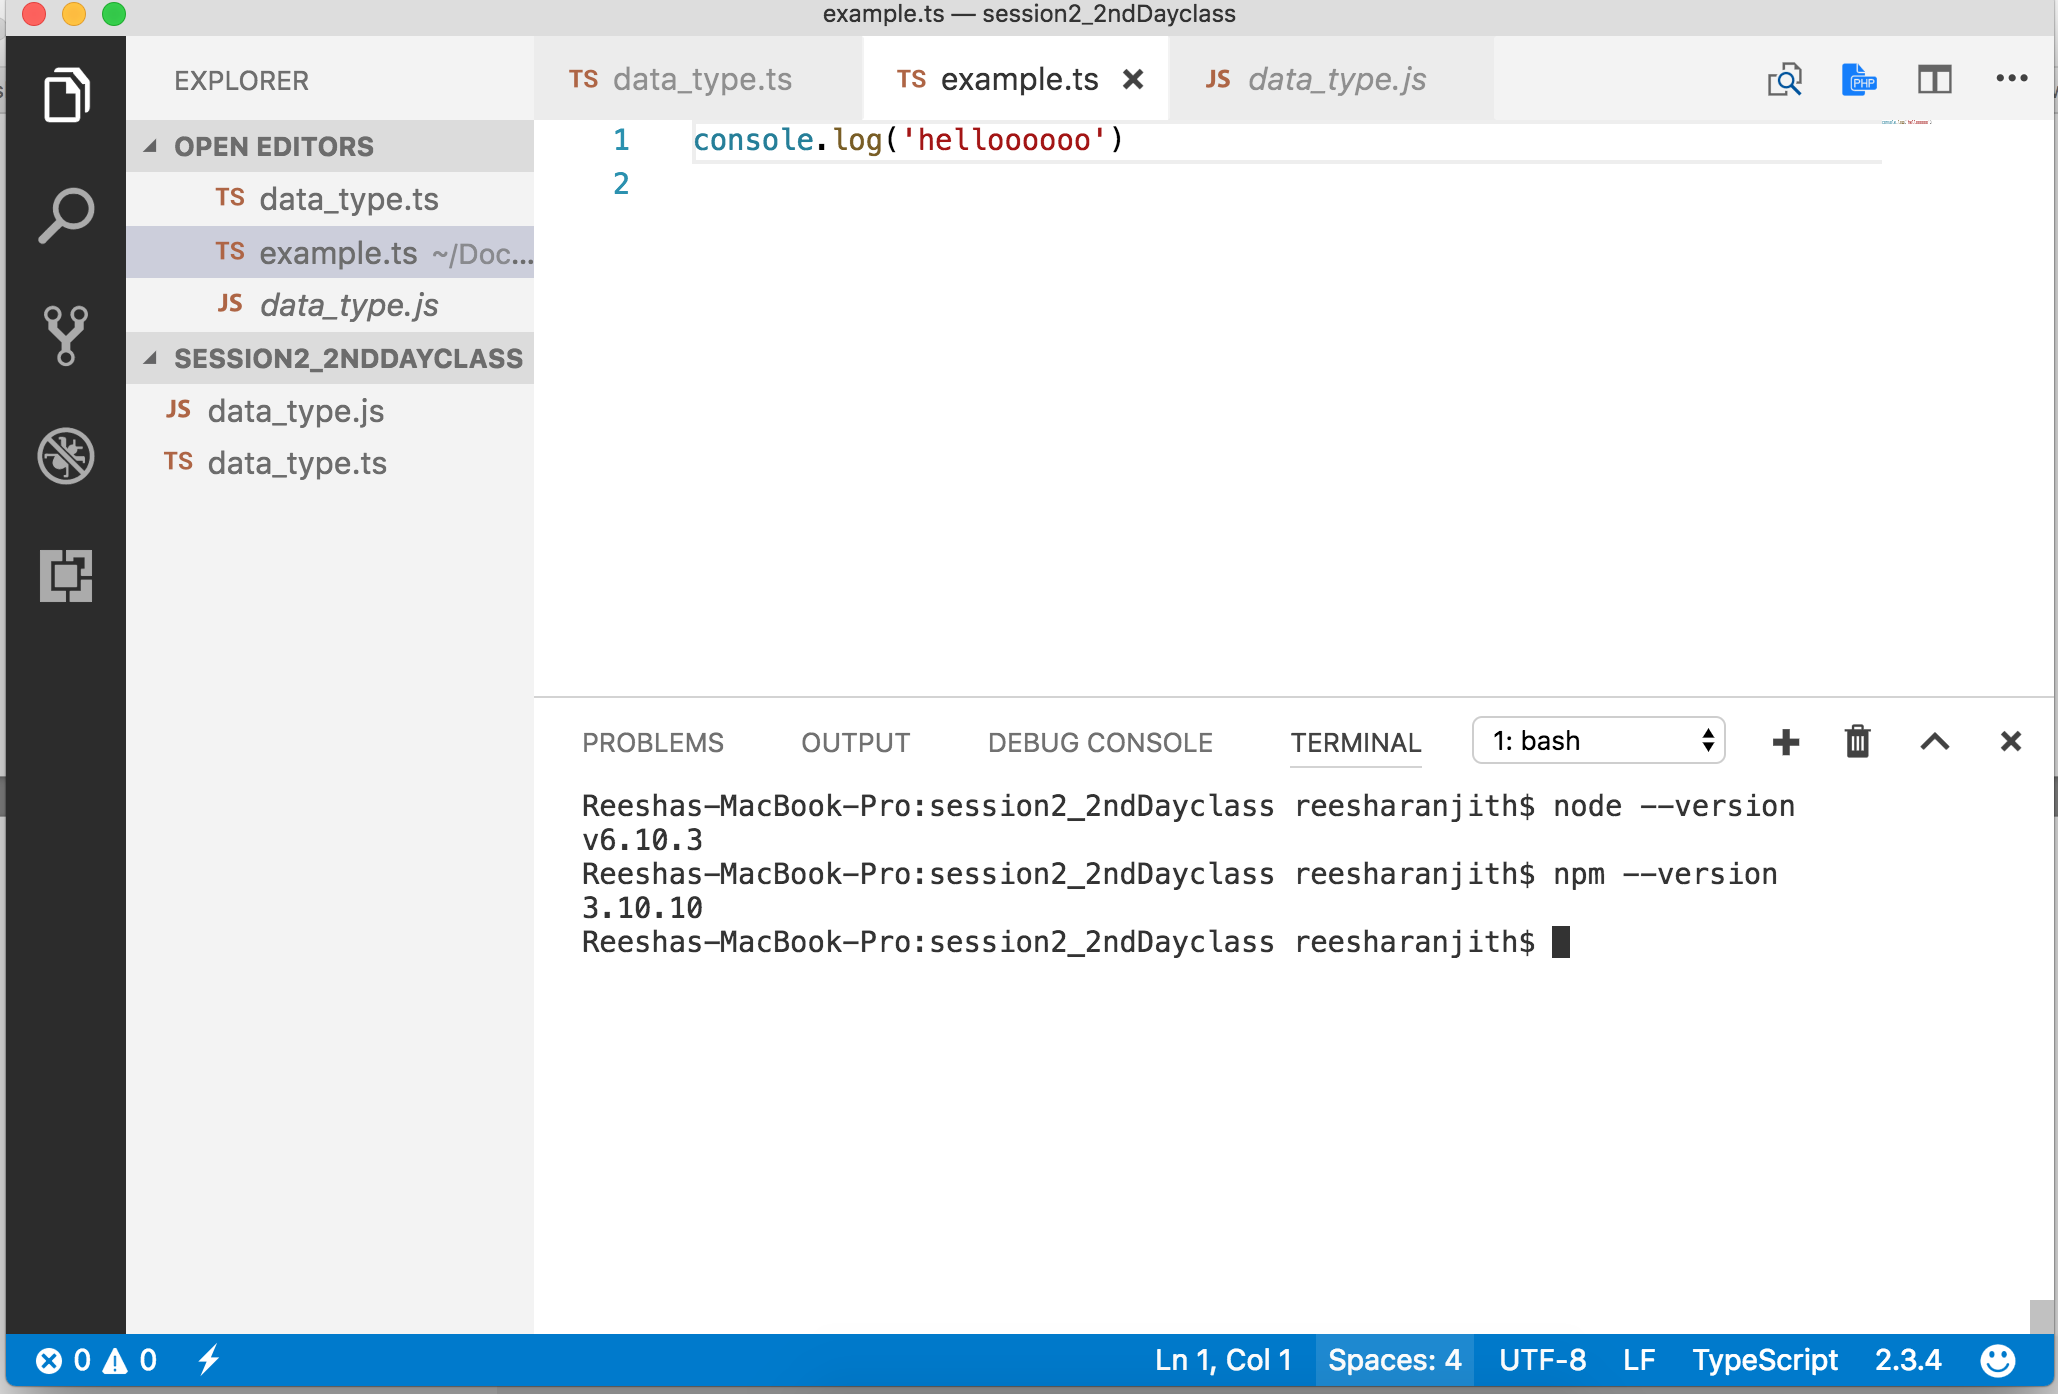 example.ts — session2_2ndDayclass
EXPLORER
OPEN EDITORS
TS data_type.ts
TS example.ts ~/Doc...
JS data_type.js
SESSION2_2NDDAYCLASS
JS data_type.js
TS data_type.ts
TS data_type.ts TS example.ts JS data_type.js
PHP
1 console.log('helloooooo')
2
PROBLEMS OUTPUT DEBUG CONSOLE TERMINAL 1: bash
Reeshas-MacBook-Pro:session2_2ndDayclass reesharanjith$ node --version
v6.10.3
Reeshas-MacBook-Pro:session2_2ndDayclass reesharanjith$ npm --version
3.10.10
Reeshas-MacBook-Pro:session2_2ndDayclass reesharanjith$
0 0 Ln 1, Col 1 Spaces: 4 UTF-8 LF TypeScript 2.3.4